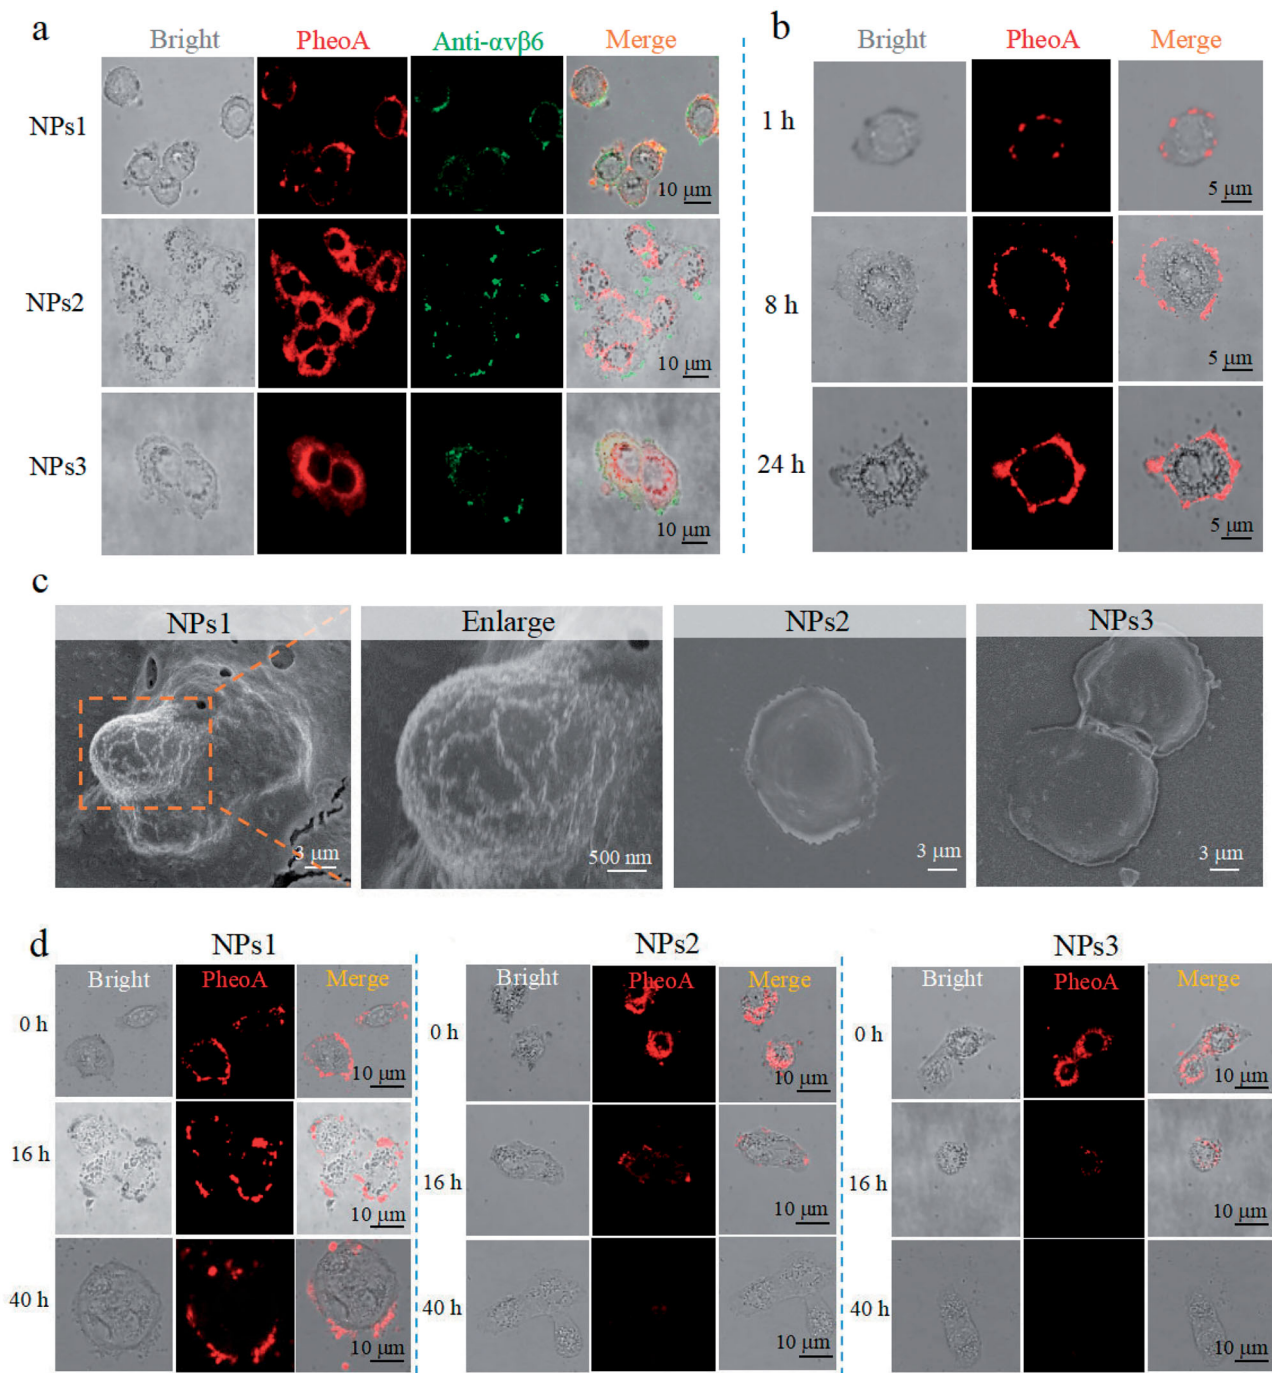 a
Bright PheoA Anti-αvβ6 Merge
NPs1
10 μm
NPs2
10 μm
NPs3
10 μm
b
Bright PheoA Merge
1 h
5 μm
8 h
5 μm
24 h
5 μm
c
NPs1 Enlarge NPs2 NPs3
3 μm 500 nm 3 μm 3 μm
d
NPs1
Bright PheoA Merge
0 h
10 μm
16 h
10 μm
40 h
10 μm
NPs2
Bright PheoA Merge
0 h
10 μm
16 h
10 μm
40 h
10 μm
NPs3
Bright PheoA Merge
0 h
10 μm
16 h
10 μm
40 h
10 μm